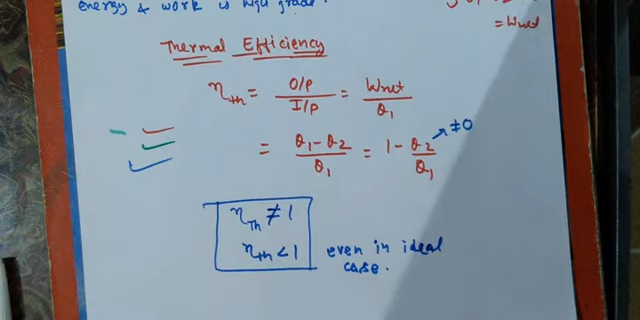 energy & work is high grade.
= Wnet
Thermal Efficiency
ηth = O/P / I/P = Wnet / Q1
= Q1 - Q2 / Q1 = 1 - Q2 / Q1 ≠0
ηTh ≠ 1
ηth < 1 even in ideal
case.